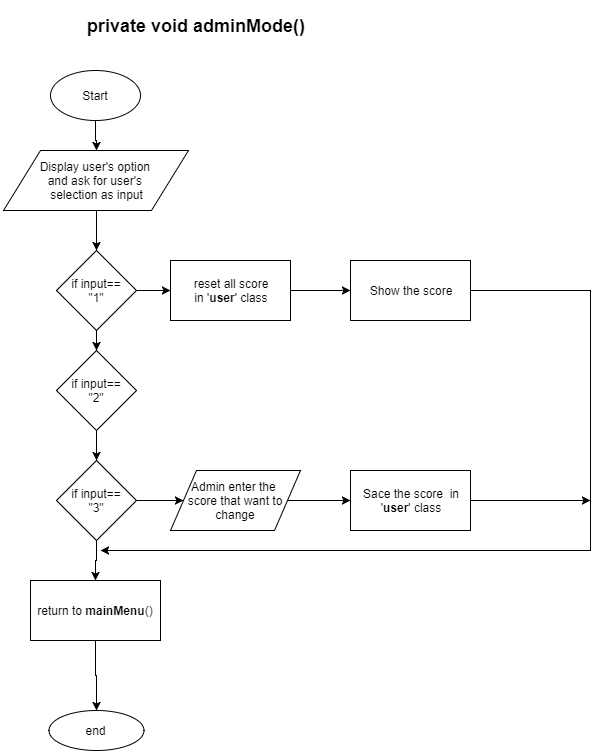 private void adminMode()
Start
Display user's option
and ask for user's
selection as input
if input==
"1"
reset all score
in 'user' class
Show the score
if input==
"2"
if input==
"3"
Admin enter the
score that want to
change
Sace the score in
'user' class
return to mainMenu()
end